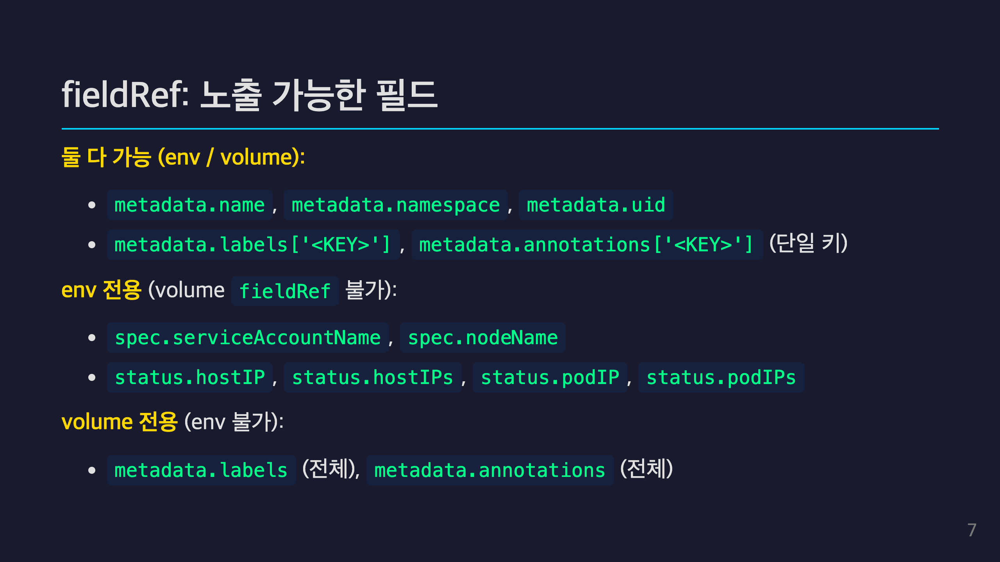 fieldRef: 노출 가능한 필드
둘 다 가능 (env / volume):
• metadata.name, metadata.namespace, metadata.uid
• metadata.labels['<KEY>'], metadata.annotations['<KEY>'] (단일 키)
env 전용 (volume fieldRef 불가):
• spec.serviceAccountName, spec.nodeName
• status.hostIP, status.hostIPs, status.podIP, status.podIPs
volume 전용 (env 불가):
• metadata.labels (전체), metadata.annotations (전체)
7